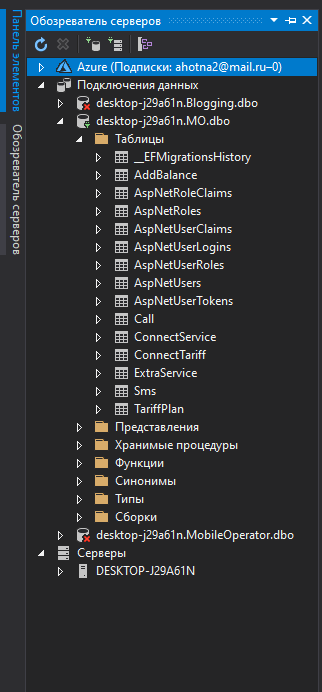 Обозреватель серверов
Панель элементов
Обозреватель серверов
Azure (Подписки: ahotna2@mail.ru–0)
Подключения данных
desktop-j29a61n.Blogging.dbo
desktop-j29a61n.MO.dbo
Таблицы
__EFMigrationsHistory
AddBalance
AspNetRoleClaims
AspNetRoles
AspNetUserClaims
AspNetUserLogins
AspNetUserRoles
AspNetUsers
AspNetUserTokens
Call
ConnectService
ConnectTariff
ExtraService
Sms
TariffPlan
Представления
Хранимые процедуры
Функции
Синонимы
Типы
Сборки
desktop-j29a61n.MobileOperator.dbo
Серверы
DESKTOP-J29A61N